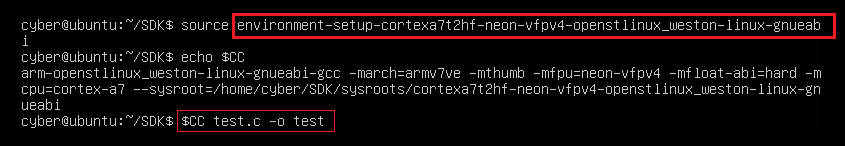 cyber@ubuntu:~/SDK$ source environment-setup-cortexa7t2hf-neon-vfpv4-openstlinux_weston-linux-gnueab
i
cyber@ubuntu:~/SDK$ echo $CC
arm-openstlinux_weston-linux-gnueabi-gcc -march=armv7ve -mthumb -mfpu=neon-vfpv4 -mfloat-abi=hard -m
cpu=cortex-a7 --sysroot=/home/cyber/SDK/sysroots/cortexa7t2hf-neon-vfpv4-openstlinux_weston-linux-gn
ueabi
cyber@ubuntu:~/SDK$ $CC test.c -o test